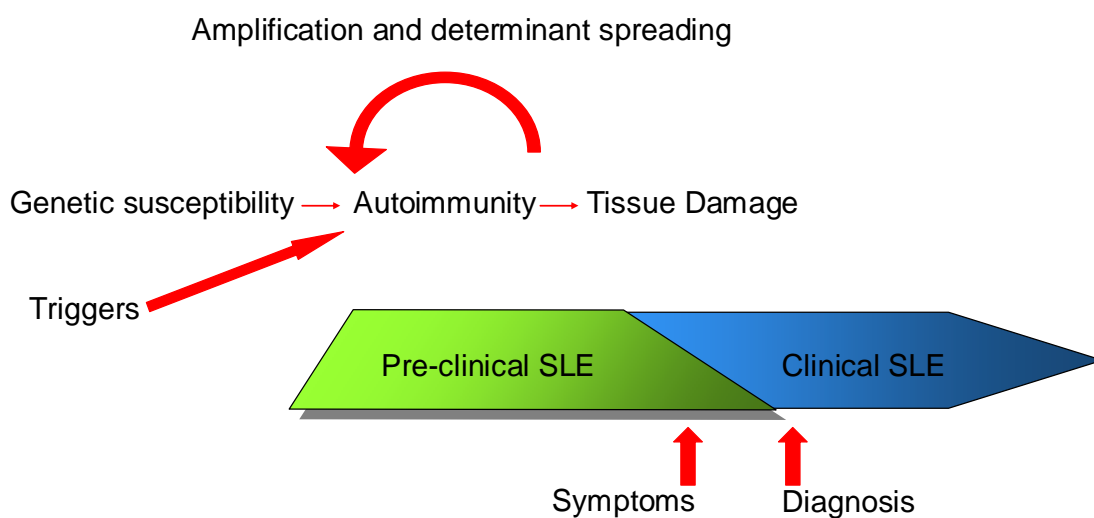 Amplification and determinant spreading
Genetic susceptibility Autoimmunity Tissue Damage
Triggers
Pre-clinical SLE Clinical SLE
Symptoms Diagnosis